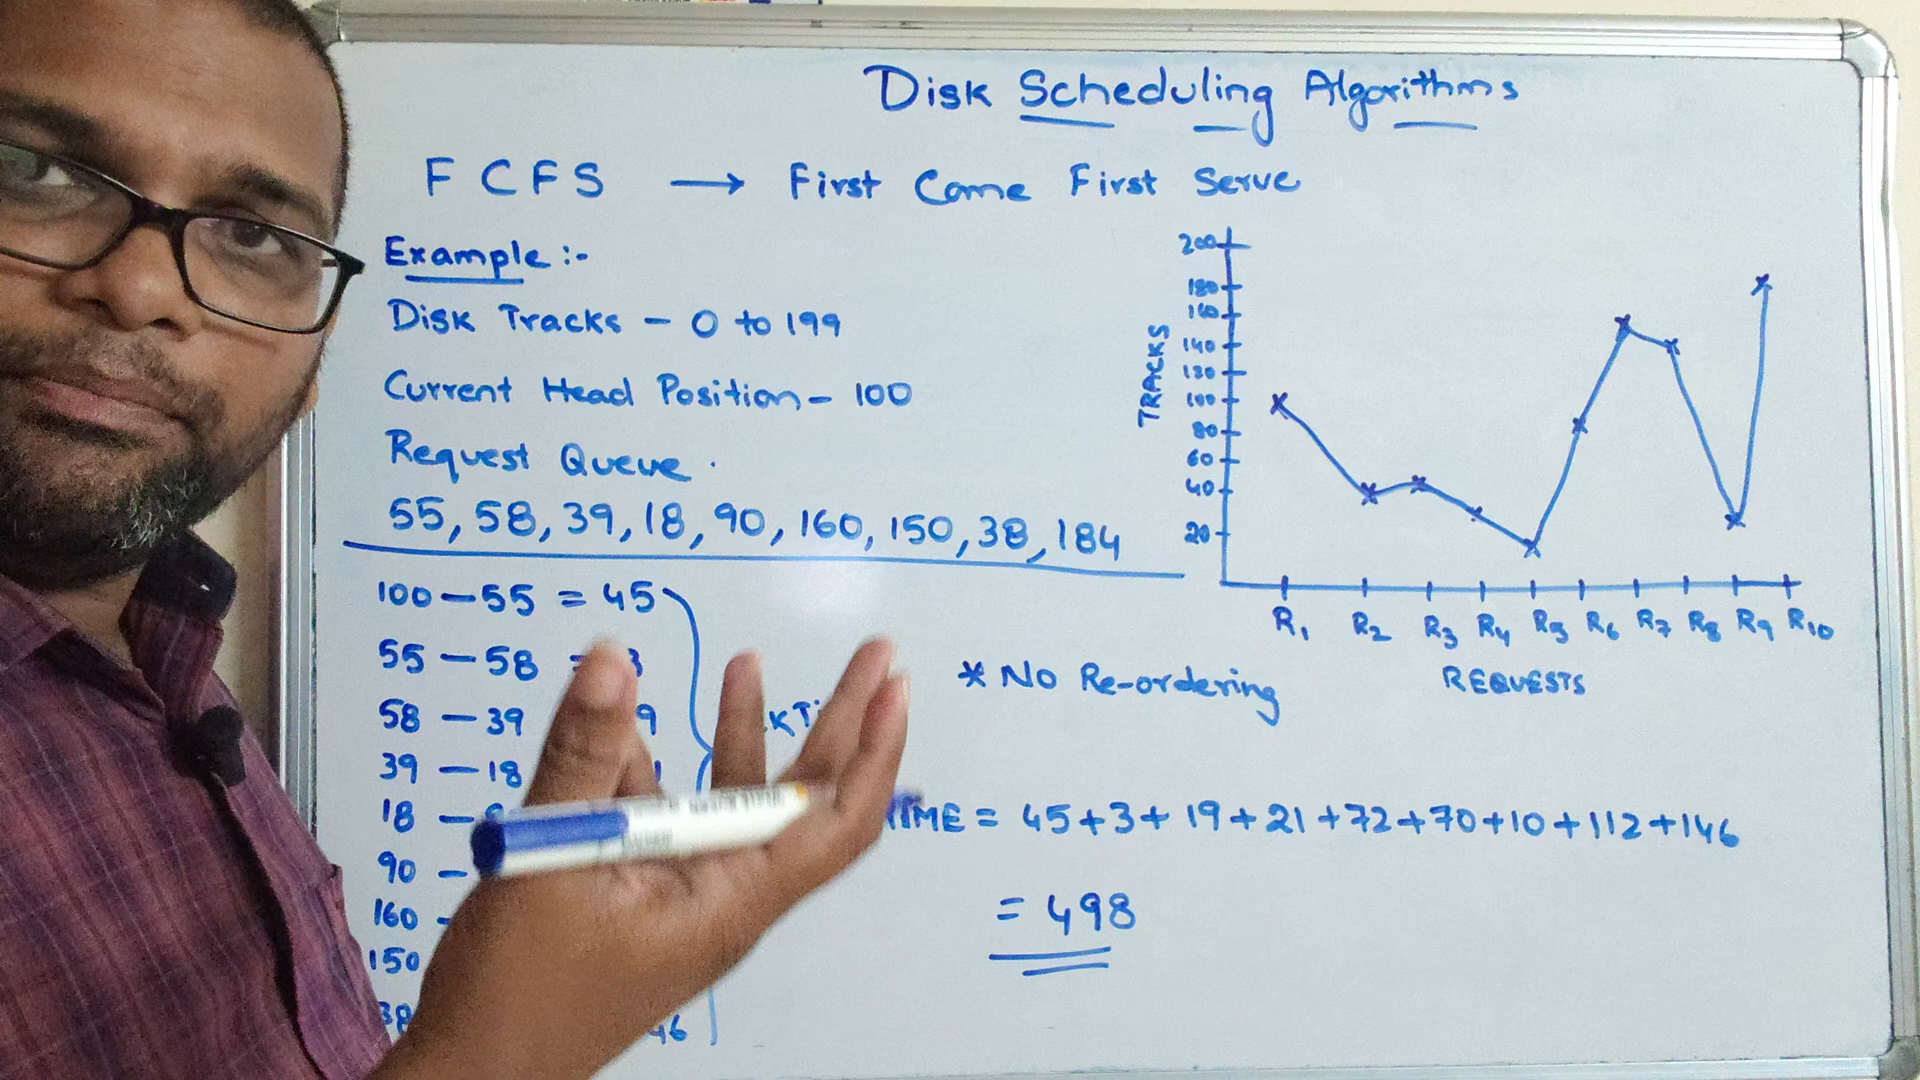 Disk Scheduling Algorithms
FCFS → First Come First Serve
Example :-
Disk Tracks - 0 to 199
Current Head Position - 100
Request Queue .
55, 58, 39, 18, 90, 160, 150, 38, 184
100 - 55 = 45
55 - 58 = 3
58 - 39
39 - 18
18 -
90 -
160 -
150
38
* No Re-ordering
TIME = 45+3+19+21+72+70+10+112+146
= 498
TRACKS
200
180
160
140
120
100
80
60
40
20
R1 R2 R3 R4 R5 R6 R7 R8 R9 R10
REQUESTS